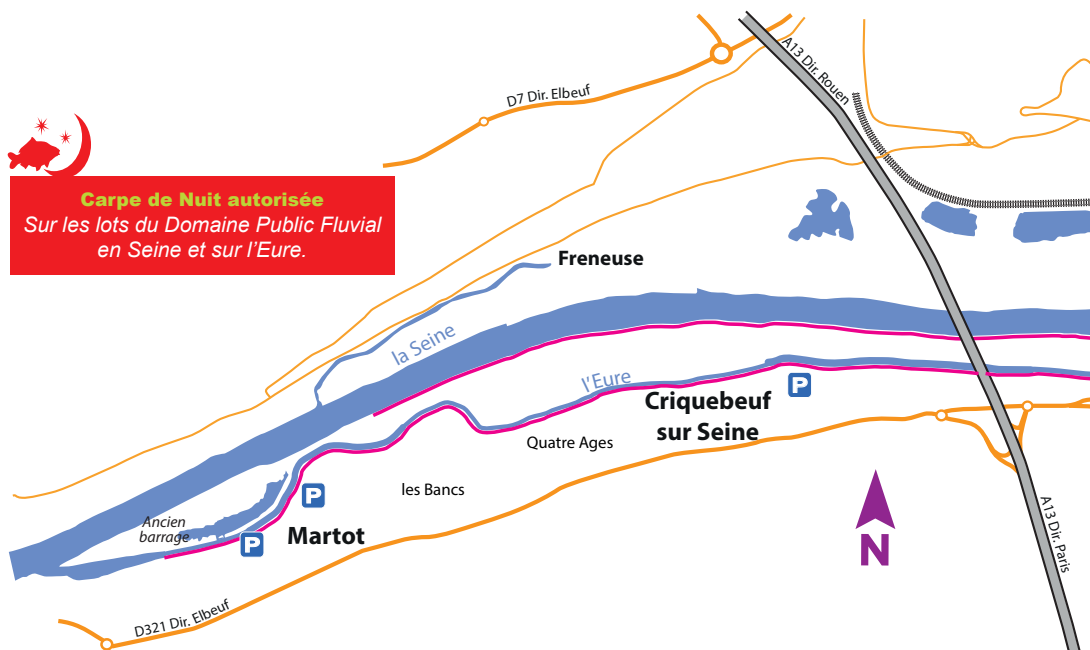 A13 Dir. Rouen
D7 Dir. Elbeuf
Carpe de Nuit autorisée
Sur les lots du Domaine Public Fluvial
en Seine et sur l’Eure.
Freneuse
la Seine
l’Eure
P
Criquebeuf
sur Seine
Quatre Ages
les Bancs
P
Ancien
barrage
Martot
P
N
A13 Dir. Paris
D321 Dir. Elbeuf